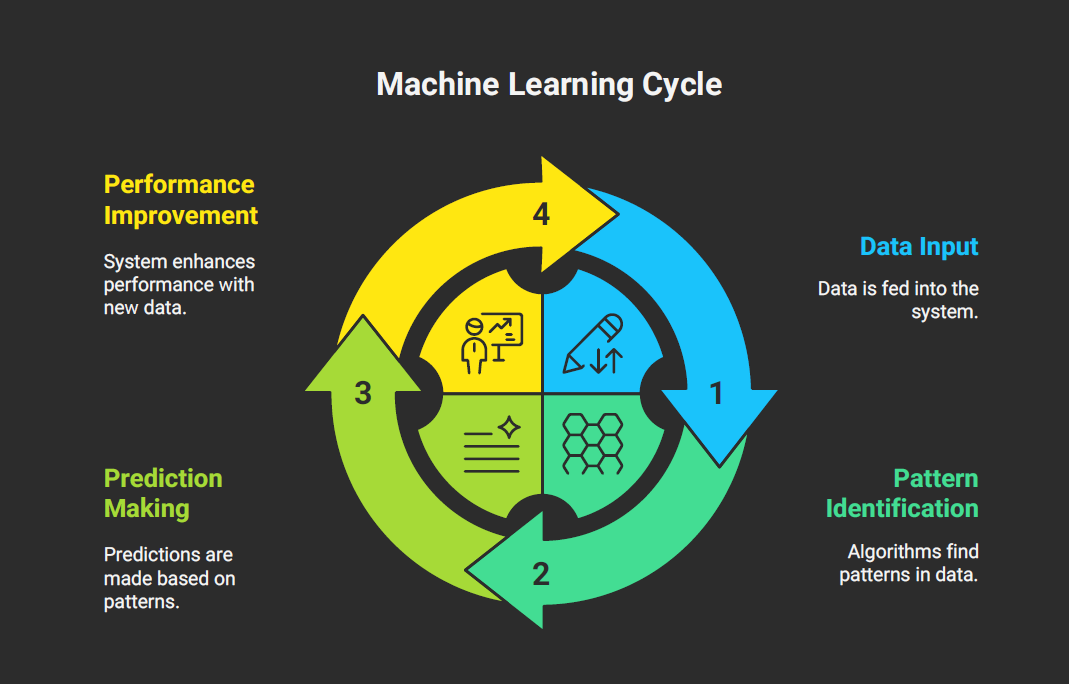 Machine Learning Cycle
Performance
Improvement
System enhances
performance with
new data.
4
Data Input
Data is fed into the
system.
1
3
Prediction
Making
Predictions are
made based on
patterns.
2
Pattern
Identification
Algorithms find
patterns in data.